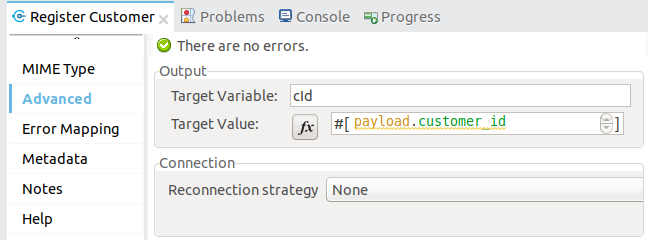 Register Customer Problems Console Progress
There are no errors.
MIME Type
Advanced
Error Mapping
Metadata
Notes
Help
Output
Target Variable: cId
Target Value: fx #[ payload.customer_id ]
Connection
Reconnection strategy None